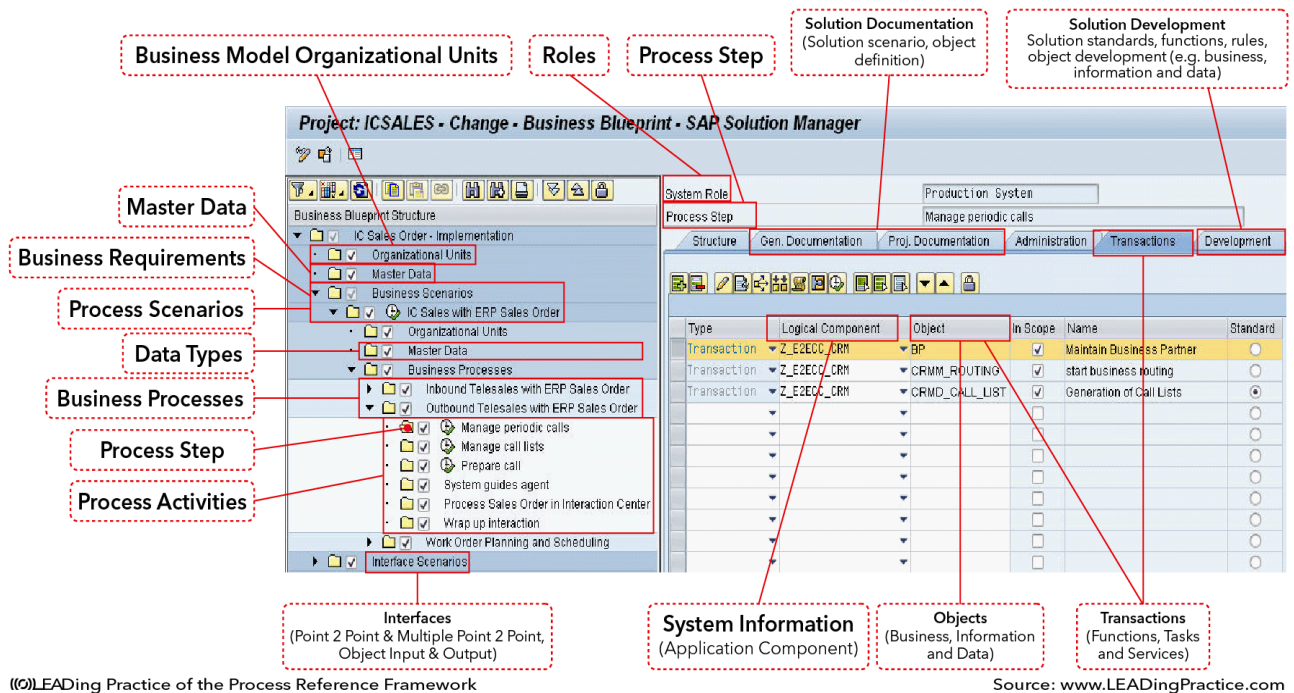 Business Model Organizational Units
Roles
Process Step
Solution Documentation
(Solution scenario, object
definition)
Solution Development
Solution standards, functions, rules,
object development (e.g. business,
information and data)
Master Data
Business Requirements
Process Scenarios
Data Types
Business Processes
Process Step
Process Activities
Project: ICSALES - Change - Business Blueprint - SAP Solution Manager
Business Blueprint Structure
IC Sales Order - Implementation
Organizational Units
Master Data
Business Scenarios
IC Sales with ERP Sales Order
Organizational Units
Master Data
Business Processes
Inbound Telesales with ERP Sales Order
Outbound Telesales with ERP Sales Order
Manage periodic calls
Manage call lists
Prepare call
System guides agent
Process Sales Order in Interaction Center
Wrap up interaction
Work Order Planning and Scheduling
Interface Scenarios
System Role Production System
Process Step Manage periodic calls
Structure Gen. Documentation Proj. Documentation Administration Transactions Development
Type Logical Component Object In Scope Name Standard
Transaction Z_E2ECC_CRM BP Maintain Business Partner
Transaction Z_E2ECC_CRM CRMM_ROUTING start business routing
Transaction Z_E2ECC_CRM CRMD_CALL_LIST Generation of Call Lists
Interfaces
(Point 2 Point & Multiple Point 2 Point,
Object Input & Output)
System Information
(Application Component)
Objects
(Business, Information
and Data)
Transactions
(Functions, Tasks
and Services)
((O))LEADing Practice of the Process Reference Framework
Source: www.LEADingPractice.com